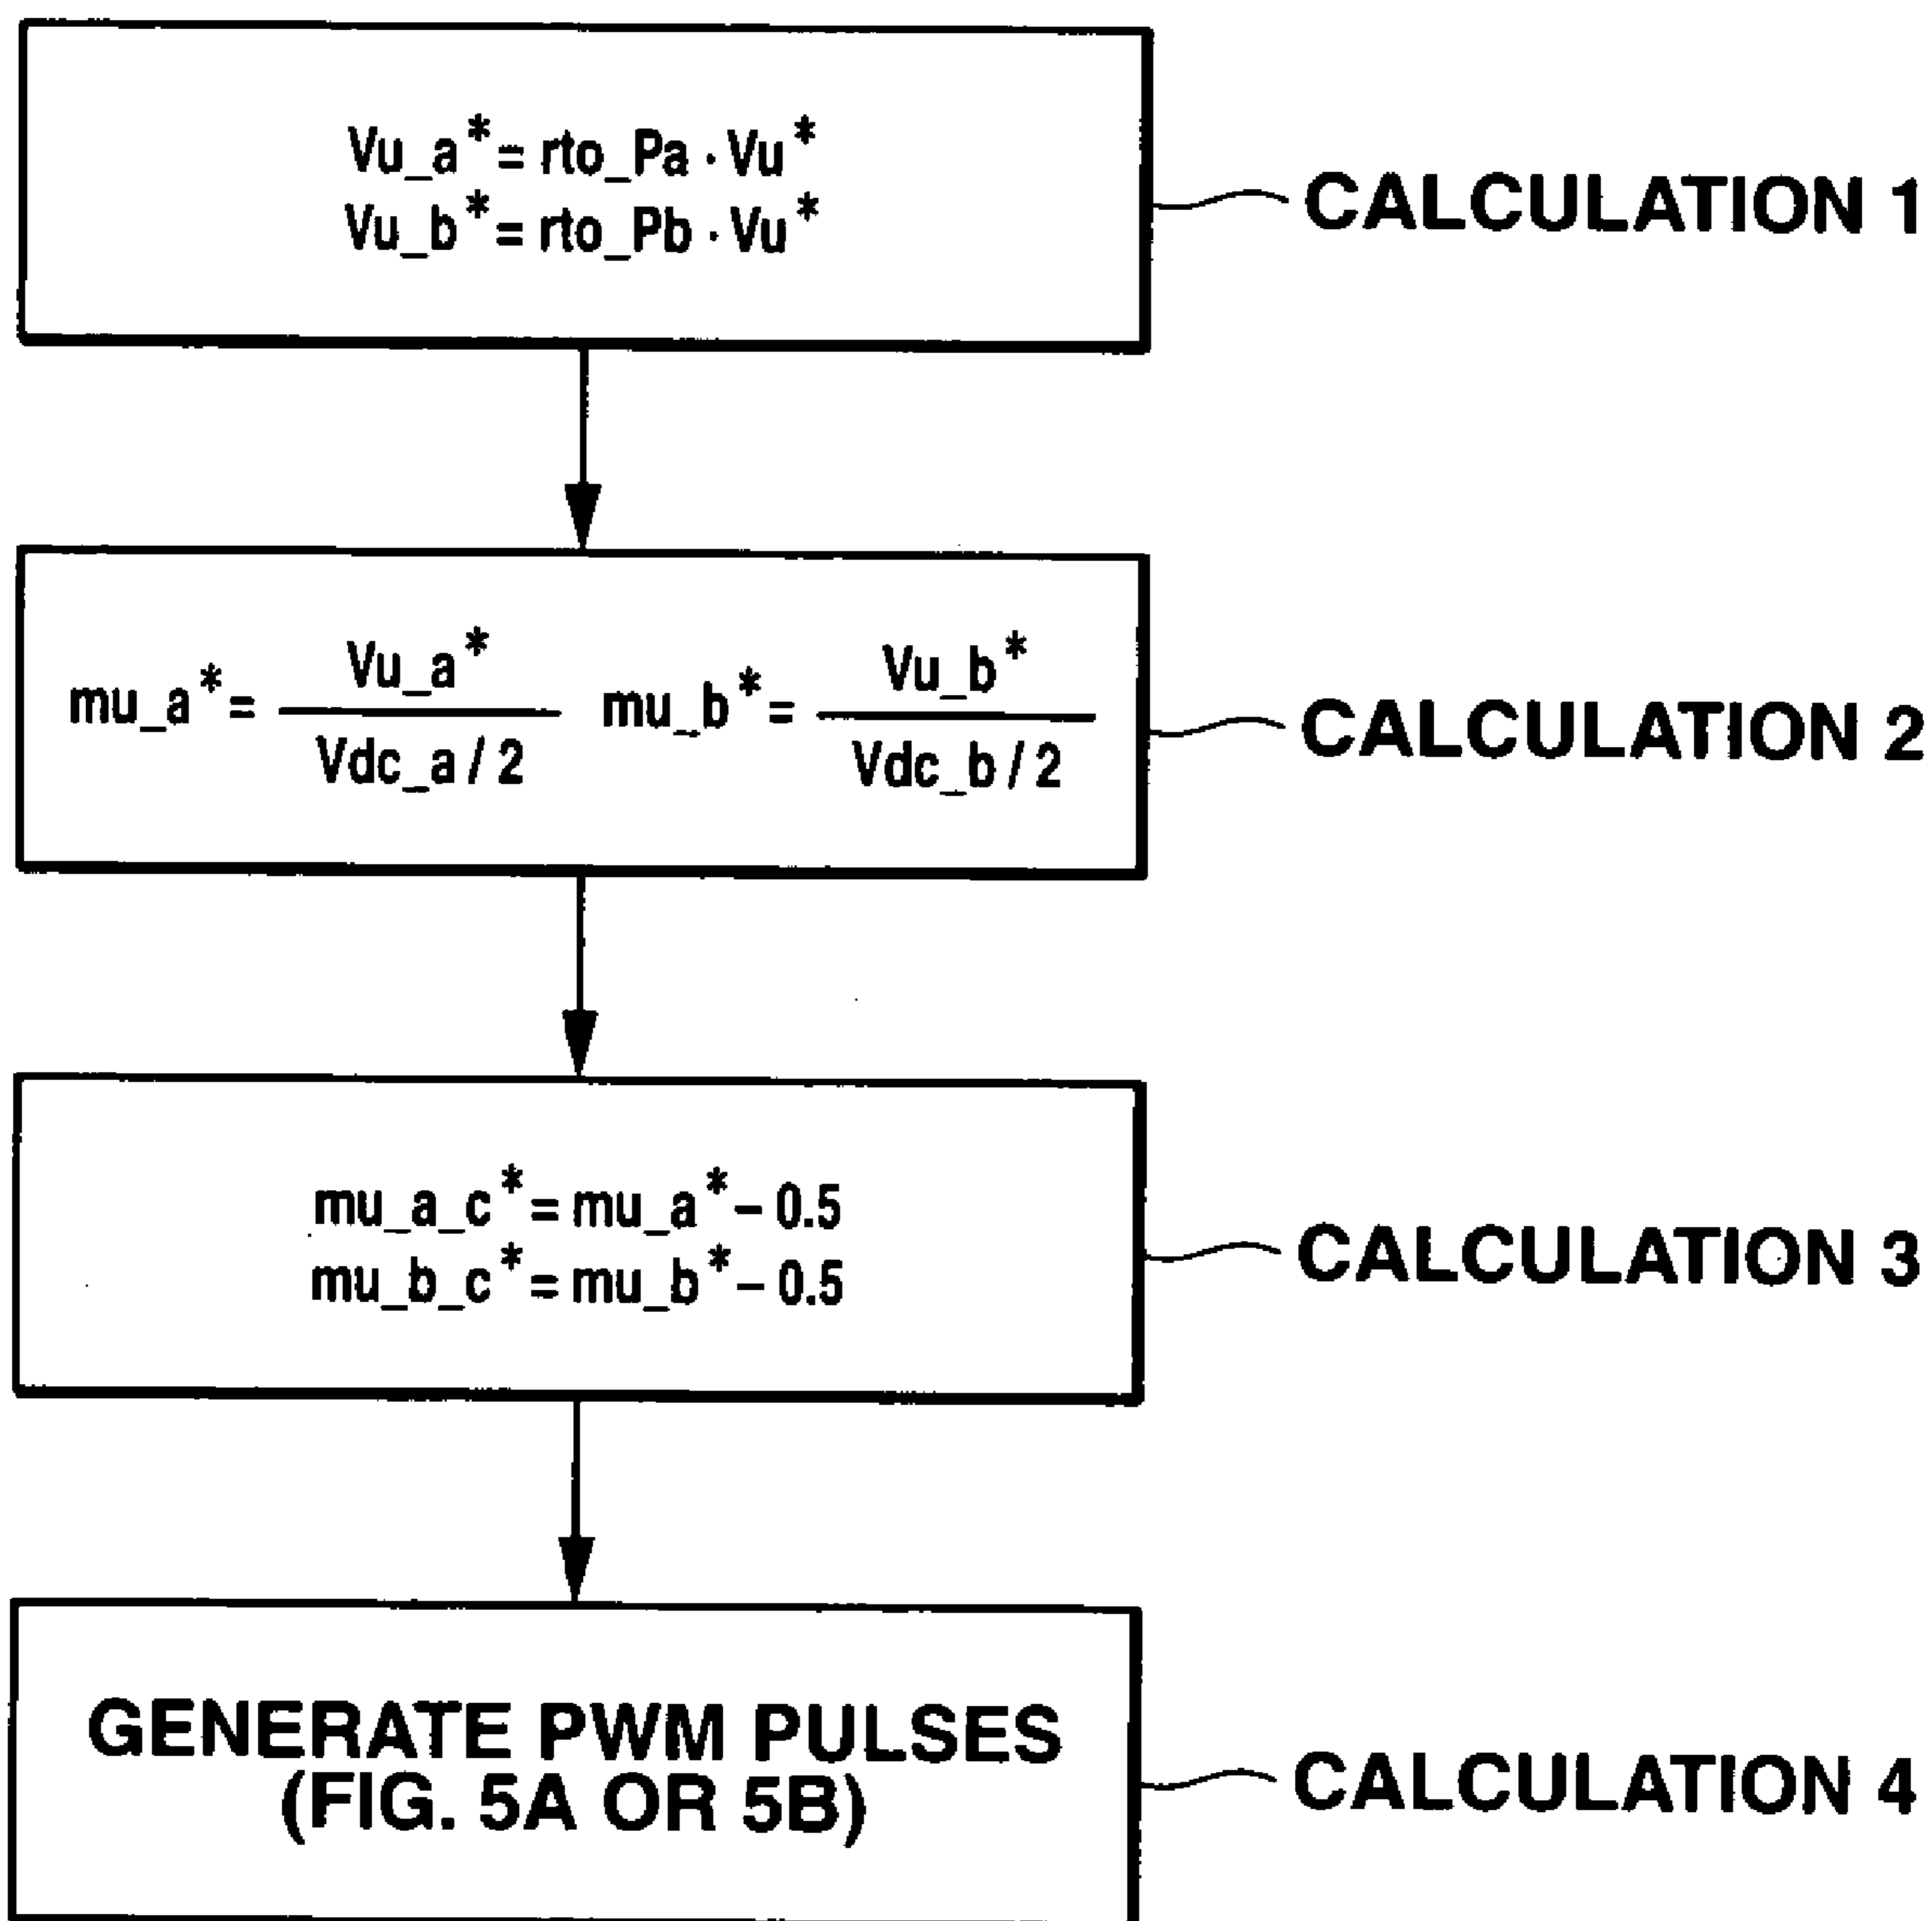 Vu_a*=rto_Pa·Vu*
Vu_b*=rto_Pb·Vu*
CALCULATION 1
mu_a*= Vu_a* / (Vdc_a/2) mu_b*= Vu_b* / (Vdc_b/2)
CALCULATION 2
mu_a_c*=mu_a*−0.5
mu_b_c*=mu_b*−0.5
CALCULATION 3
GENERATE PWM PULSES
(FIG. 5A OR 5B)
CALCULATION 4